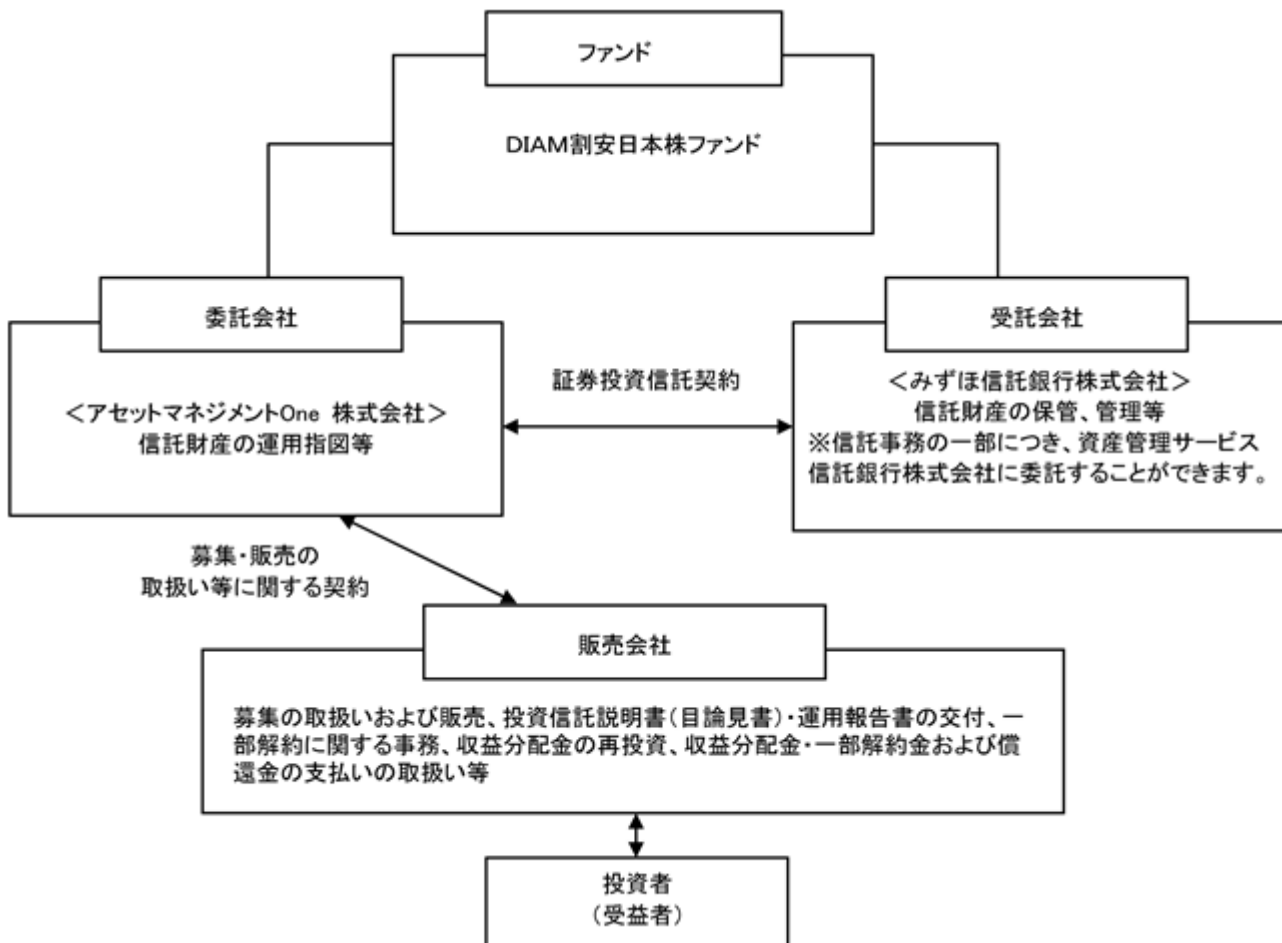 ファンド
DIAM割安日本株ファンド
委託会社
＜アセットマネジメントOne 株式会社＞
信託財産の運用指図等
証券投資信託契約
受託会社
＜みずほ信託銀行株式会社＞
信託財産の保管、管理等
※信託事務の一部につき、資産管理サービス
信託銀行株式会社に委託することができます。
募集・販売の
取扱い等に関する契約
販売会社
募集の取扱いおよび販売、投資信託説明書（目論見書）・運用報告書の交付、一
部解約に関する事務、収益分配金の再投資、収益分配金・一部解約金および償
還金の支払いの取扱い等
投資者
（受益者）